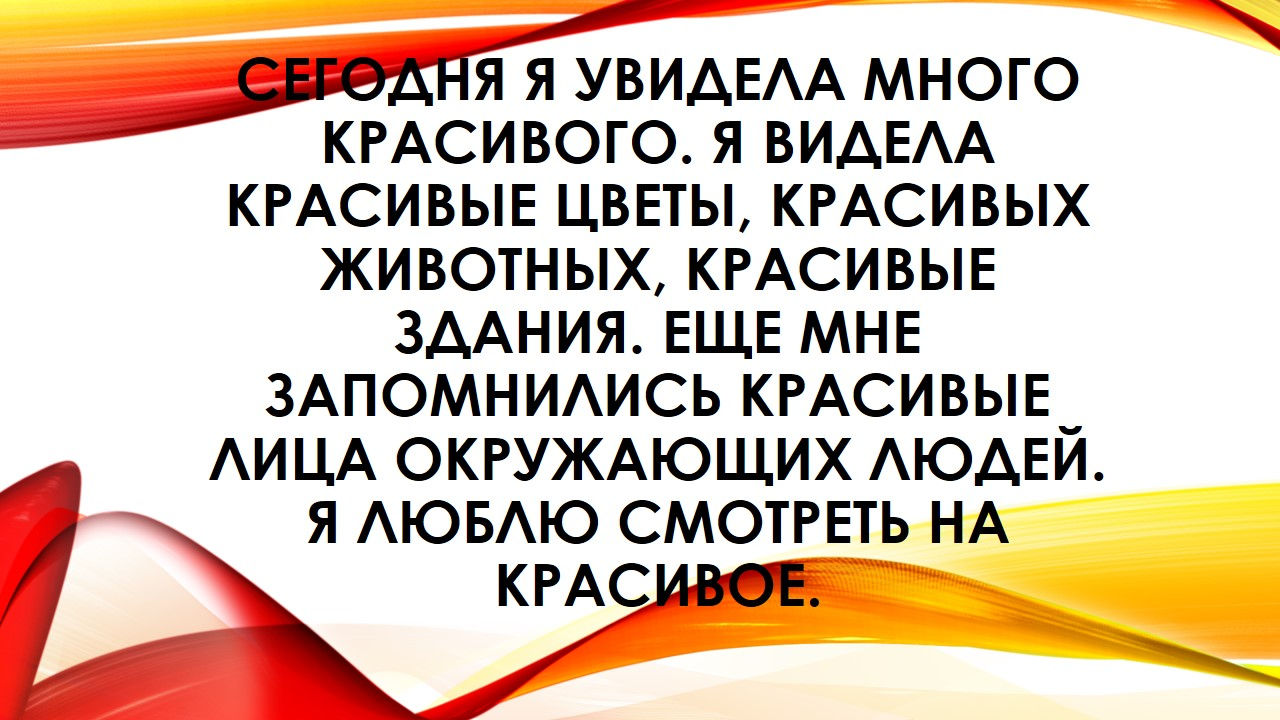 СЕГОДНЯ Я УВИДЕЛА МНОГО
КРАСИВОГО. Я ВИДЕЛА
КРАСИВЫЕ ЦВЕТЫ, КРАСИВЫХ
ЖИВОТНЫХ, КРАСИВЫЕ
ЗДАНИЯ. ЕЩЕ МНЕ
ЗАПОМНИЛИСЬ КРАСИВЫЕ
ЛИЦА ОКРУЖАЮЩИХ ЛЮДЕЙ.
Я ЛЮБЛЮ СМОТРЕТЬ НА
КРАСИВОЕ.